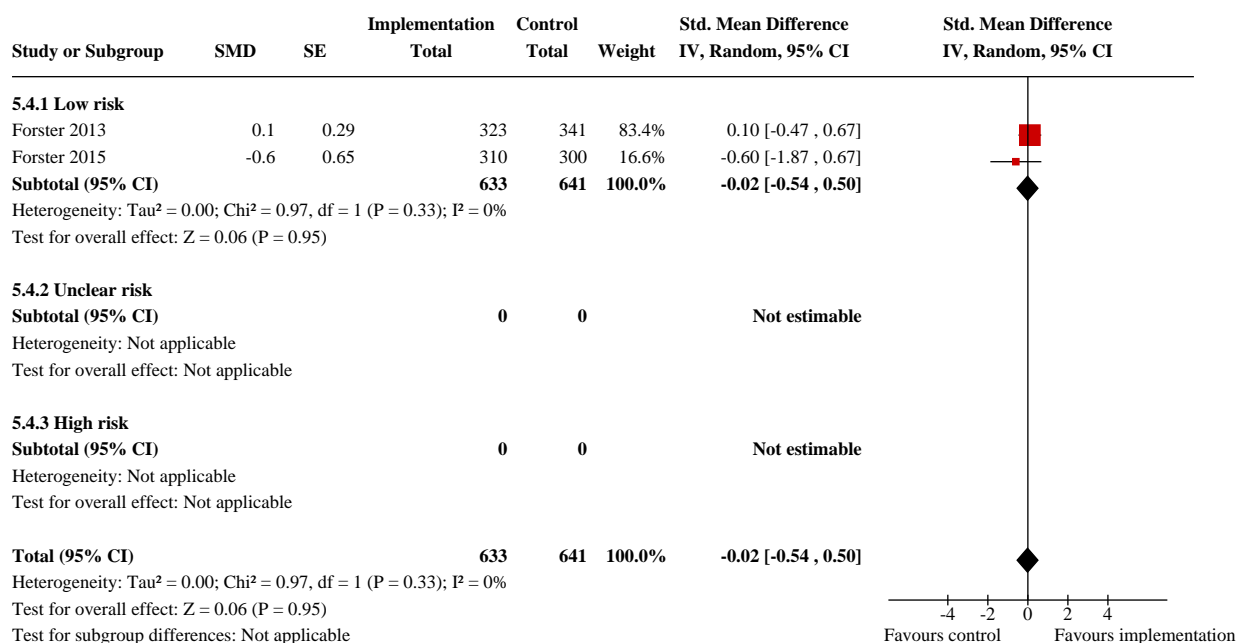 Implementation Control Std. Mean Difference Std. Mean Difference
Study or Subgroup SMD SE Total Total Weight IV, Random, 95% CI IV, Random, 95% CI
5.4.1 Low risk
Forster 2013 0.1 0.29 323 341 83.4% 0.10 [-0.47 , 0.67]
Forster 2015 -0.6 0.65 310 300 16.6% -0.60 [-1.87 , 0.67]
Subtotal (95% CI) 633 641 100.0% -0.02 [-0.54 , 0.50]
Heterogeneity: Tau² = 0.00; Chi² = 0.97, df = 1 (P = 0.33); I² = 0%
Test for overall effect: Z = 0.06 (P = 0.95)
5.4.2 Unclear risk
Subtotal (95% CI) 0 0 Not estimable
Heterogeneity: Not applicable
Test for overall effect: Not applicable
5.4.3 High risk
Subtotal (95% CI) 0 0 Not estimable
Heterogeneity: Not applicable
Test for overall effect: Not applicable
Total (95% CI) 633 641 100.0% -0.02 [-0.54 , 0.50]
Heterogeneity: Tau² = 0.00; Chi² = 0.97, df = 1 (P = 0.33); I² = 0%
Test for overall effect: Z = 0.06 (P = 0.95) -4 -2 0 2 4
Test for subgroup differences: Not applicable Favours control Favours implementation